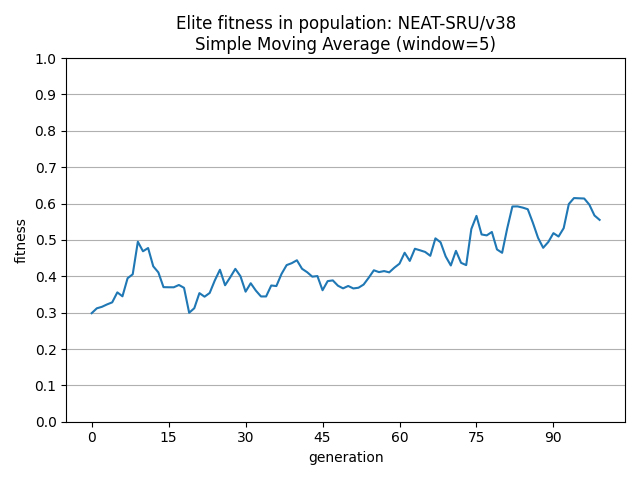 Elite fitness in population: NEAT-SRU/v38
Simple Moving Average (window=5)
1.0
0.9
0.8
0.7
0.6
0.5
0.4
0.3
0.2
0.1
0.0
fitness
0 15 30 45 60 75 90
generation